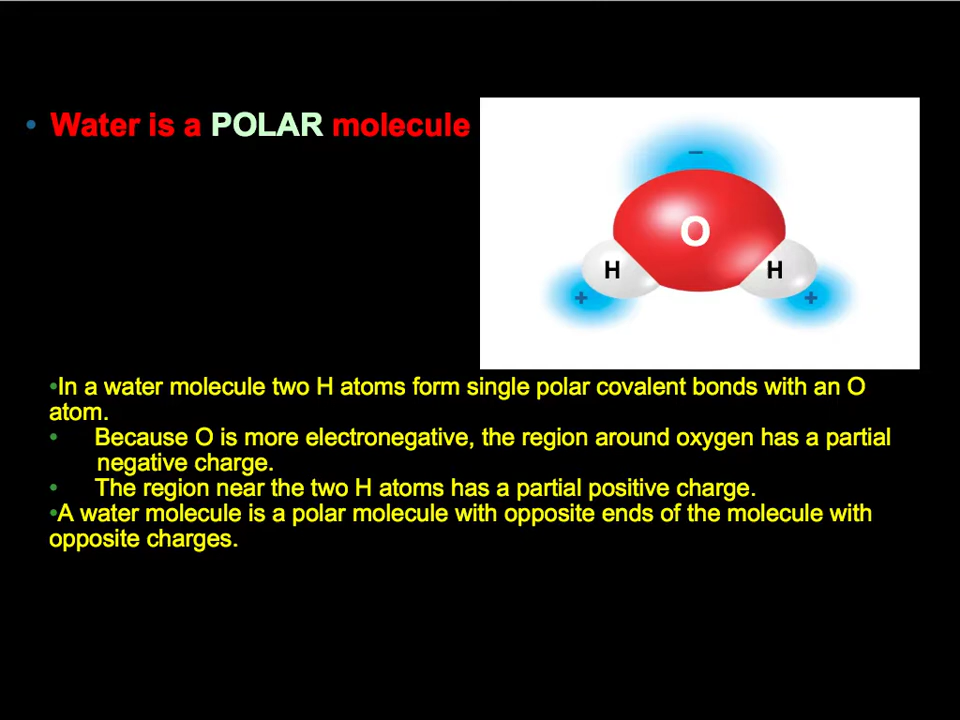 • Water is a POLAR molecule
–
O
H H
+ +
•In a water molecule two H atoms form single polar covalent bonds with an O
atom.
• Because O is more electronegative, the region around oxygen has a partial
negative charge.
• The region near the two H atoms has a partial positive charge.
•A water molecule is a polar molecule with opposite ends of the molecule with
opposite charges.